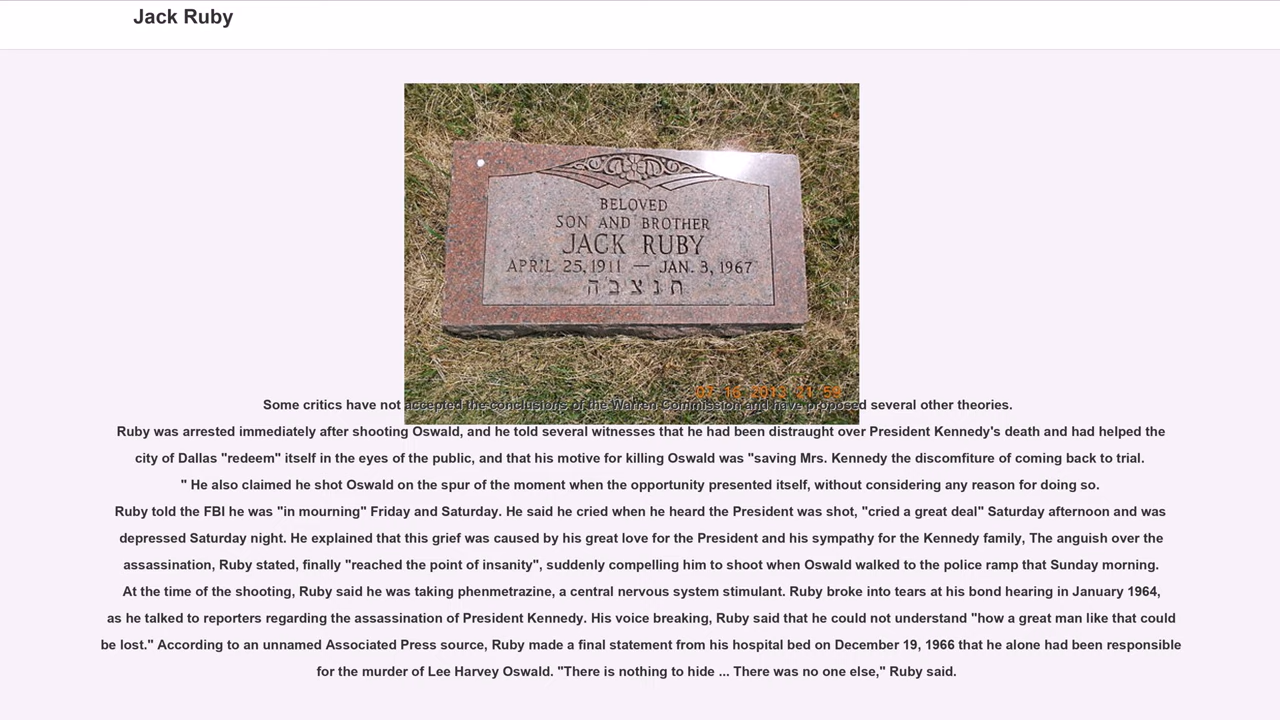 Jack Ruby
BELOVED
SON AND BROTHER
JACK RUBY
APRIL 25, 1911 — JAN. 3, 1967
ת נ צ ב ה
Some critics have not accepted the conclusions of the Warren Commission and have proposed several other theories.
Ruby was arrested immediately after shooting Oswald, and he told several witnesses that he had been distraught over President Kennedy's death and had helped the
city of Dallas "redeem" itself in the eyes of the public, and that his motive for killing Oswald was "saving Mrs. Kennedy the discomfiture of coming back to trial.
" He also claimed he shot Oswald on the spur of the moment when the opportunity presented itself, without considering any reason for doing so.
Ruby told the FBI he was "in mourning" Friday and Saturday. He said he cried when he heard the President was shot, "cried a great deal" Saturday afternoon and was
depressed Saturday night. He explained that this grief was caused by his great love for the President and his sympathy for the Kennedy family, The anguish over the
assassination, Ruby stated, finally "reached the point of insanity", suddenly compelling him to shoot when Oswald walked to the police ramp that Sunday morning.
At the time of the shooting, Ruby said he was taking phenmetrazine, a central nervous system stimulant. Ruby broke into tears at his bond hearing in January 1964,
as he talked to reporters regarding the assassination of President Kennedy. His voice breaking, Ruby said that he could not understand "how a great man like that could
be lost." According to an unnamed Associated Press source, Ruby made a final statement from his hospital bed on December 19, 1966 that he alone had been responsible
for the murder of Lee Harvey Oswald. "There is nothing to hide ... There was no one else," Ruby said.